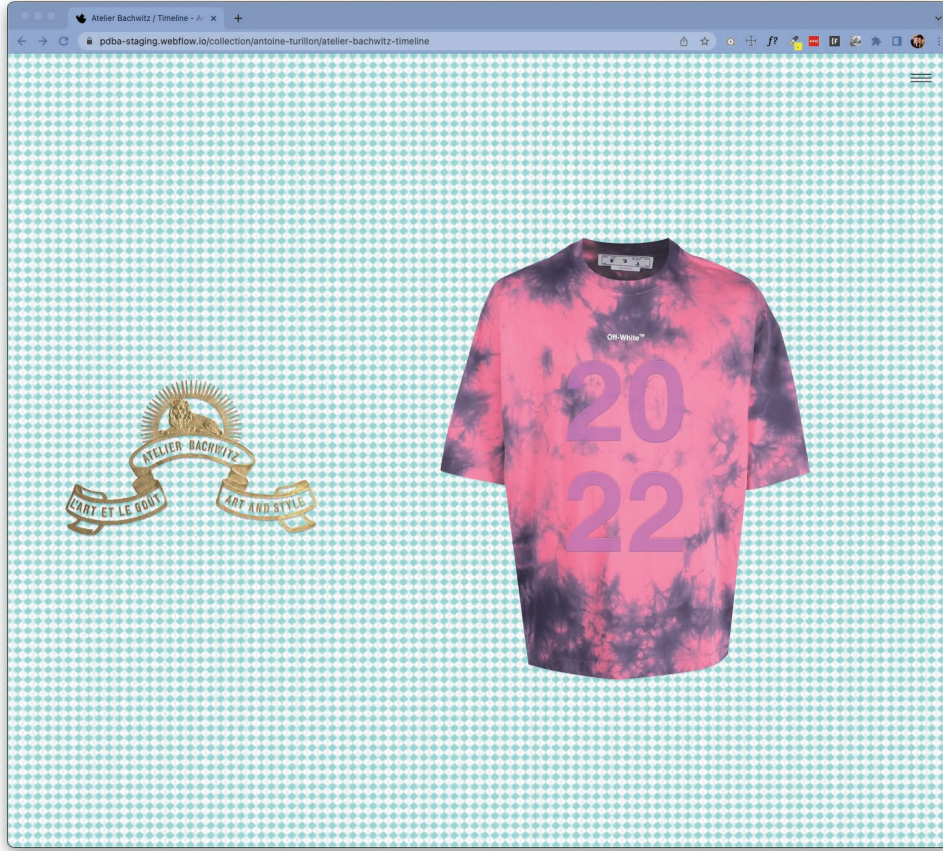 Atelier Bachwitz / Timeline - A
pdba-staging.webflow.io/collection/antoine-turillon/atelier-bachwitz-timeline
f?
Off-White™
20
22
ATELIER BACHWITZ
L'ART ET LE GOÛT
ART AND STYLE